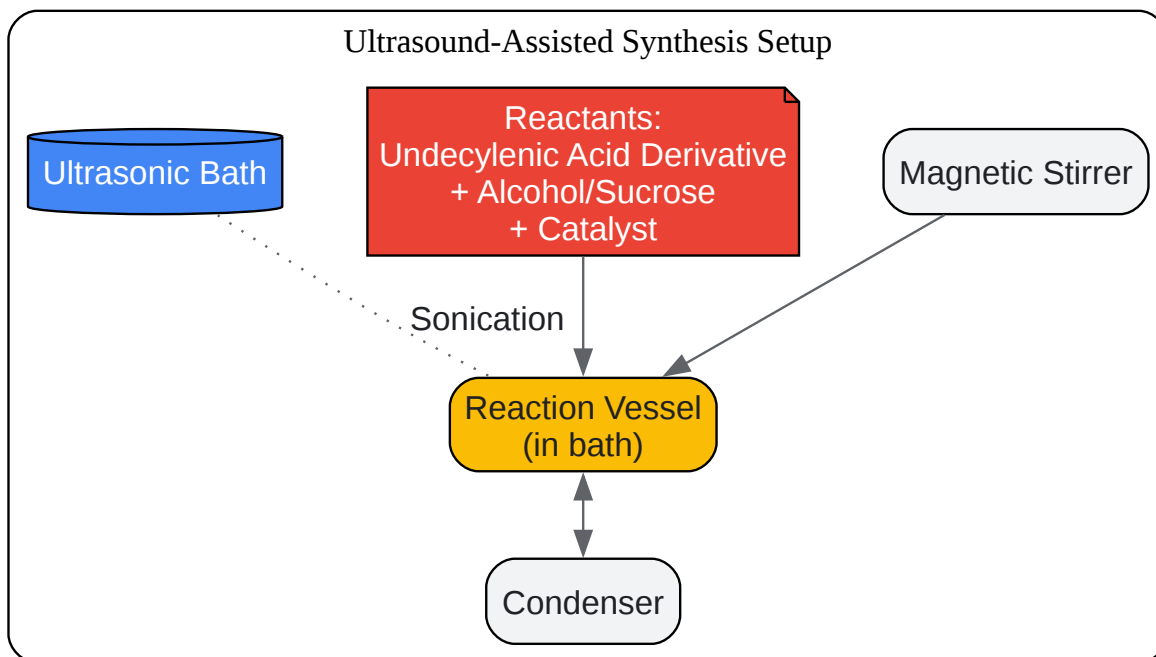 Ultrasound-Assisted Synthesis Setup
Ultrasonic Bath
Reactants:
Undecylenic Acid Derivative
+ Alcohol/Sucrose
+ Catalyst
Magnetic Stirrer
Sonication
Reaction Vessel
(in bath)
Condenser